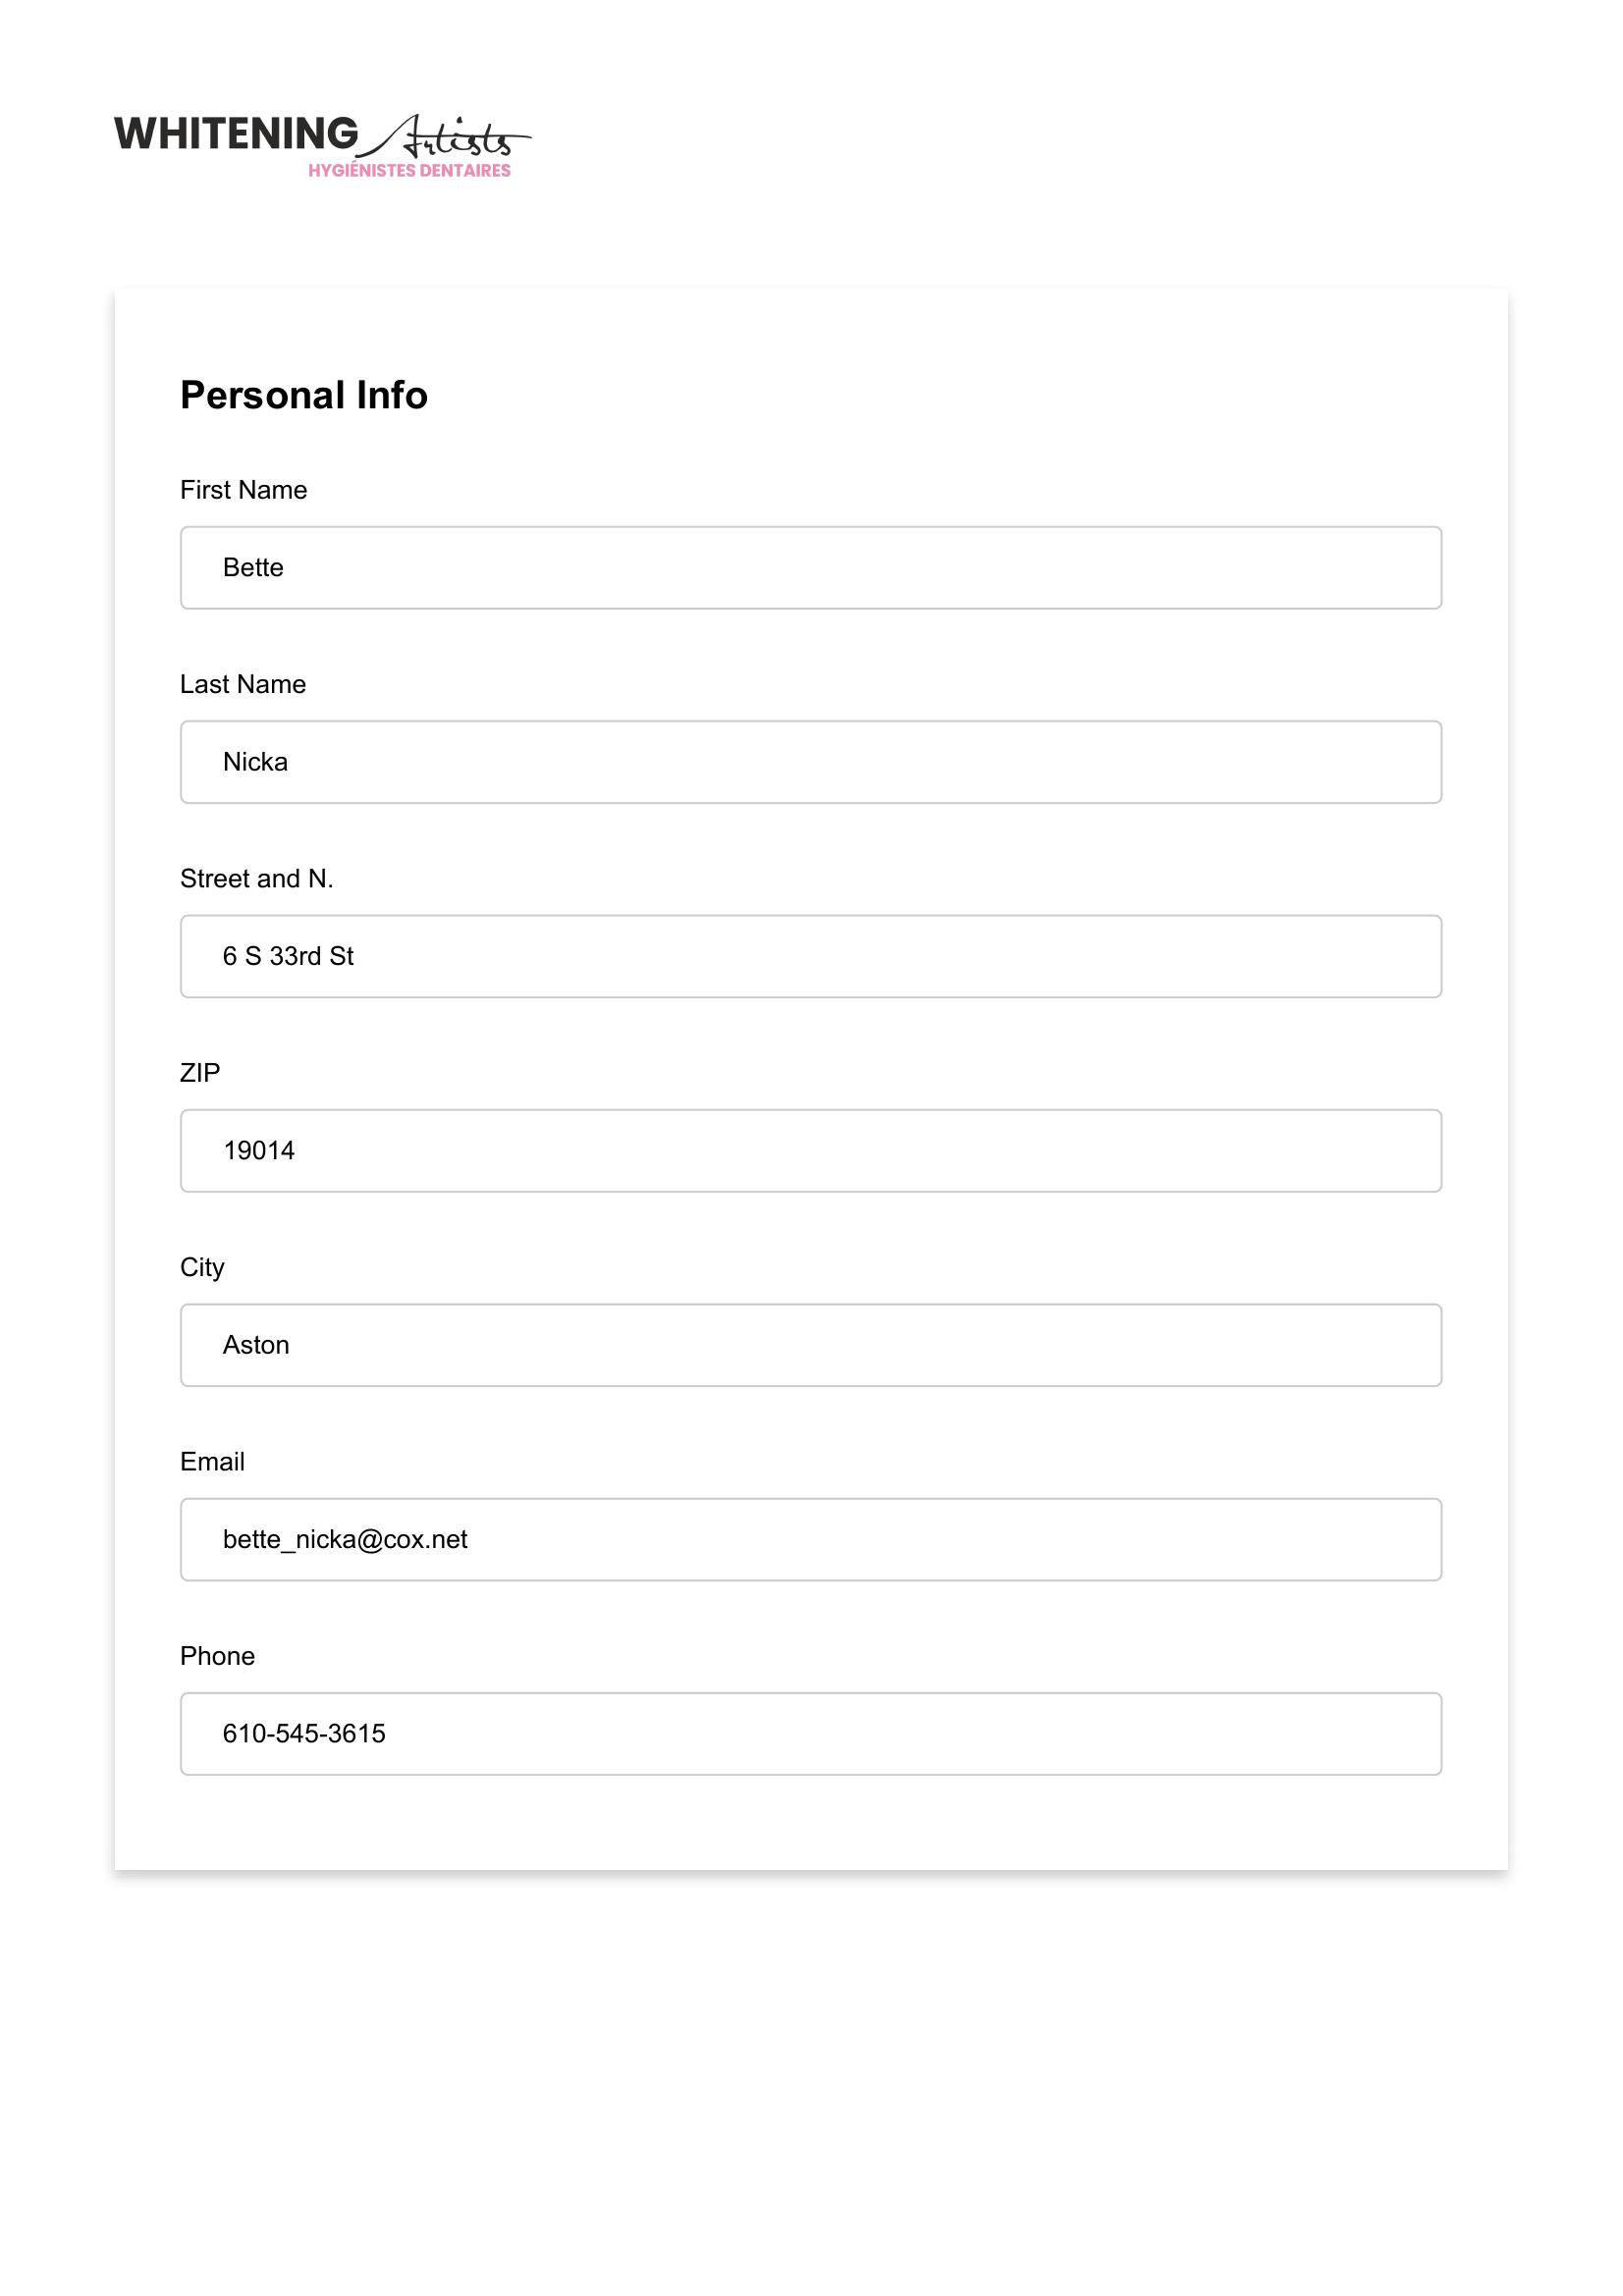 WHITENING Artists
HYGIÉNISTES DENTAIRES
Personal Info
First Name
Bette
Last Name
Nicka
Street and N.
6 S 33rd St
ZIP
19014
City
Aston
Email
bette_nicka@cox.net
Phone
610-545-3615